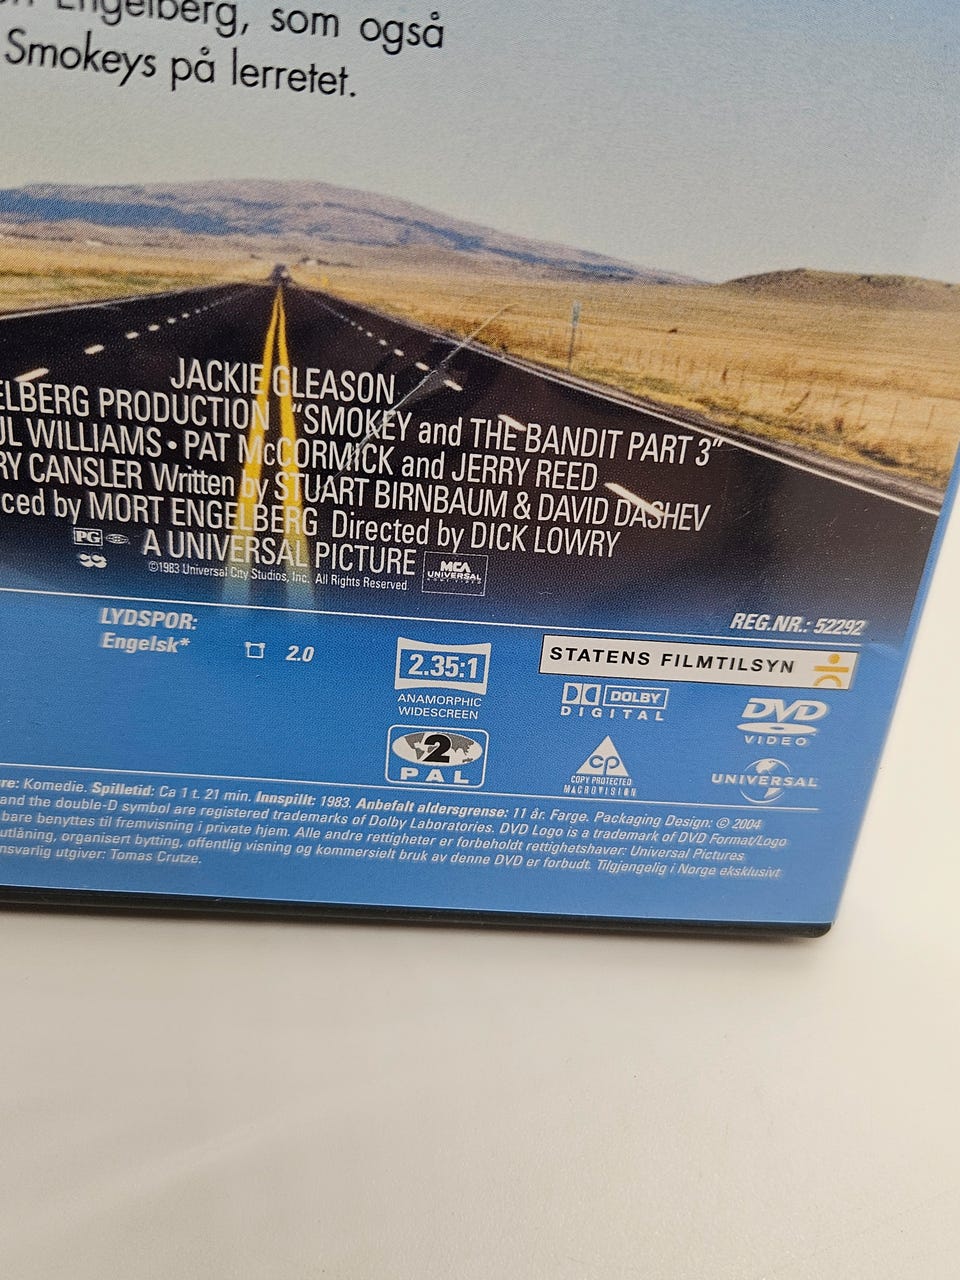 Engelberg, som også
Smokeys på lerretet.
JACKIE GLEASON
ELBERG PRODUCTION "SMOKEY and THE BANDIT PART 3"
UL WILLIAMS • PAT McCORMICK and JERRY REED
RY CANSLER Written by STUART BIRNBAUM & DAVID DASHEV
ced by MORT ENGELBERG Directed by DICK LOWRY
PG
A UNIVERSAL PICTURE
MCA
UNIVERSAL
©1983 Universal City Studios, Inc. All Rights Reserved
REG.NR.: 52292
LYDSPOR:
Engelsk* 2.0
2.35:1
ANAMORPHIC
WIDESCREEN
STATENS FILMTILSYN
DOLBY
DIGITAL
DVD
VIDEO
2
PAL
CP
COPY PROTECTED
MACROVISION
UNIVERSAL
re: Komedie. Spilletid: Ca 1 t. 21 min. Innspilt: 1983. Anbefalt aldersgrense: 11 år. Farge. Packaging Design: © 2004
and the double-D symbol are registered trademarks of Dolby Laboratories. DVD Logo is a trademark of DVD Format/Logo
bare benyttes til fremvisning i private hjem. Alle andre rettigheter er forbeholdt rettighetshaver: Universal Pictures
utlåning, organisert bytting, offentlig visning og kommersielt bruk av denne DVD er forbudt. Tilgjengelig i Norge eksklusivt
nsvarlig utgiver: Tomas Crutze.